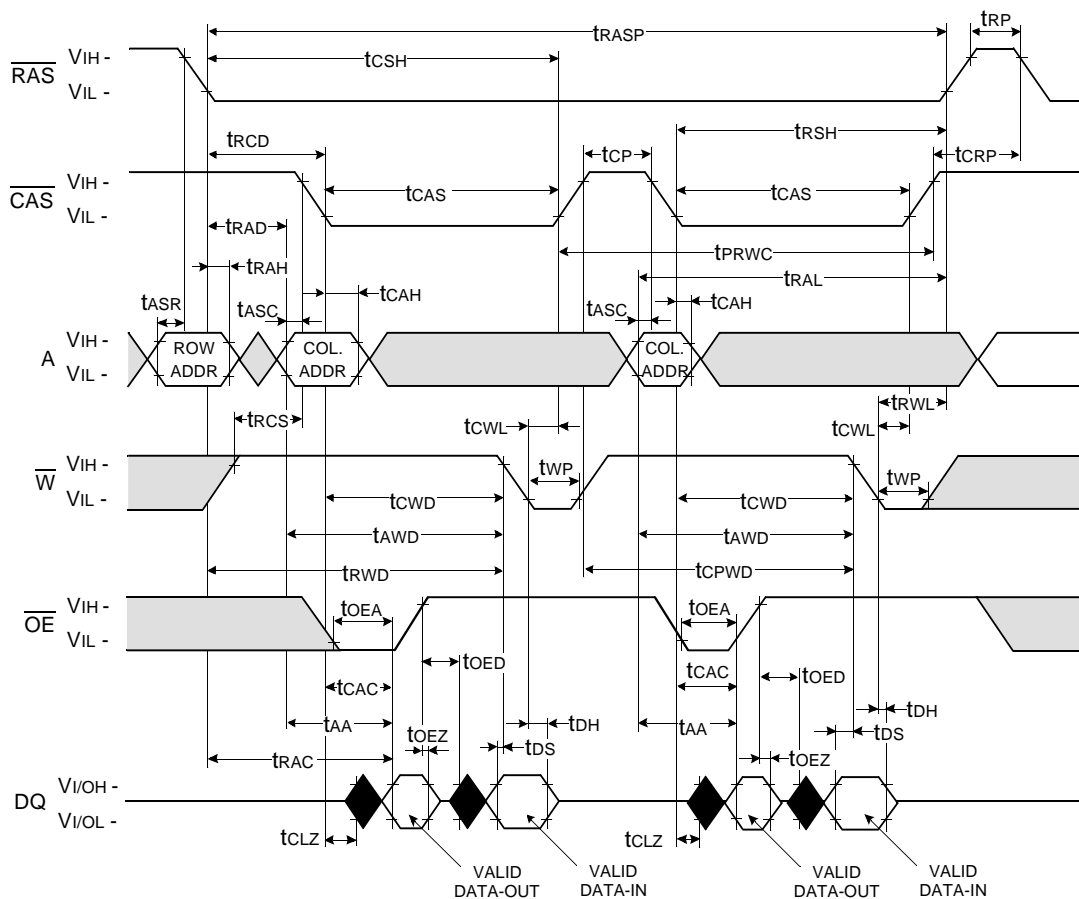 tRP
tRASP
RAS
VIH -
VIL -
tCSH
tRSH
tRCD
tCP
tCRP
CAS
VIH -
VIL -
tCAS
tCAS
tRAD
tPRWC
tRAH
tRAL
tASR
tASC
tCAH
tASC
tCAH
A
VIH -
VIL -
ROW
ADDR
COL.
ADDR
COL.
ADDR
tRCS
tCWL
tRWL
tCWL
W
VIH -
VIL -
tWP
tWP
tCWD
tCWD
tAWD
tAWD
tRWD
tCPWD
OE
VIH -
VIL -
tOEA
tOEA
tOED
tOED
tCAC
tCAC
tAA
tDH
tAA
tDH
tOEZ
tDS
tOEZ
tDS
tRAC
DQ
VI/OH -
VI/OL -
tCLZ
tCLZ
VALID
DATA-OUT
VALID
DATA-IN
VALID
DATA-OUT
VALID
DATA-IN